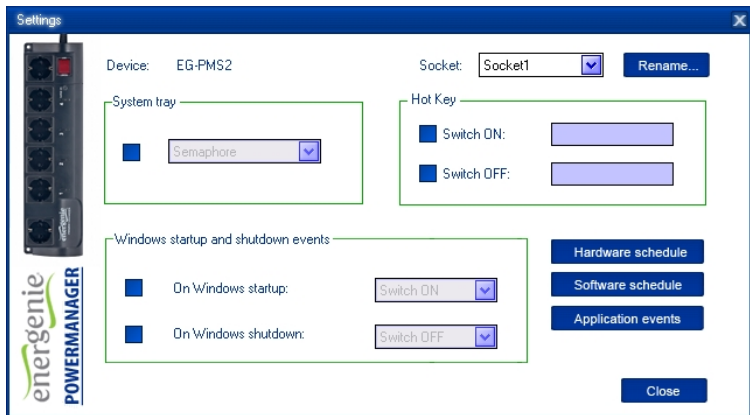 Settings
Device: EG-PMS2 Socket: Socket1 Rename...
System tray
Semaphore
Hot Key
Switch ON:
Switch OFF:
Windows startup and shutdown events
On Windows startup: Switch ON
On Windows shutdown: Switch OFF
Hardware schedule
Software schedule
Application events
Close
energenie
POWERMANAGER